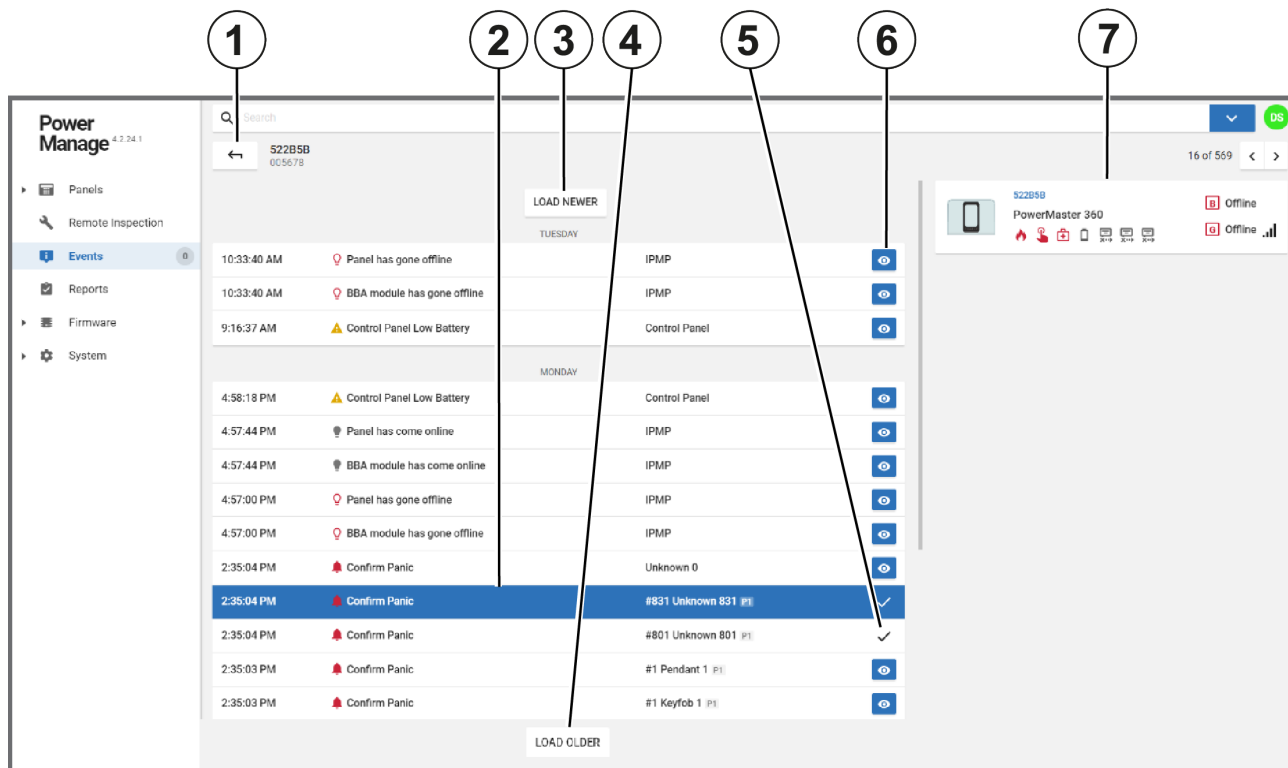 1 2 3 4 5 6 7
Power
Manage 4.2.24.1
Search
DS
522B5B
005678
16 of 569
Panels
Remote Inspection
Events 0
Reports
Firmware
System
LOAD NEWER
TUESDAY
10:33:40 AM Panel has gone offline IPMP
10:33:40 AM BBA module has gone offline IPMP
9:16:37 AM Control Panel Low Battery Control Panel
MONDAY
4:58:18 PM Control Panel Low Battery Control Panel
4:57:44 PM Panel has come online IPMP
4:57:44 PM BBA module has come online IPMP
4:57:00 PM Panel has gone offline IPMP
4:57:00 PM BBA module has gone offline IPMP
2:35:04 PM Confirm Panic Unknown 0
2:35:04 PM Confirm Panic #831 Unknown 831 P1
2:35:04 PM Confirm Panic #801 Unknown 801 P1
2:35:03 PM Confirm Panic #1 Pendant 1 P1
2:35:03 PM Confirm Panic #1 Keyfob 1 P1
LOAD OLDER
522B5B
PowerMaster 360
B Offline
G Offline